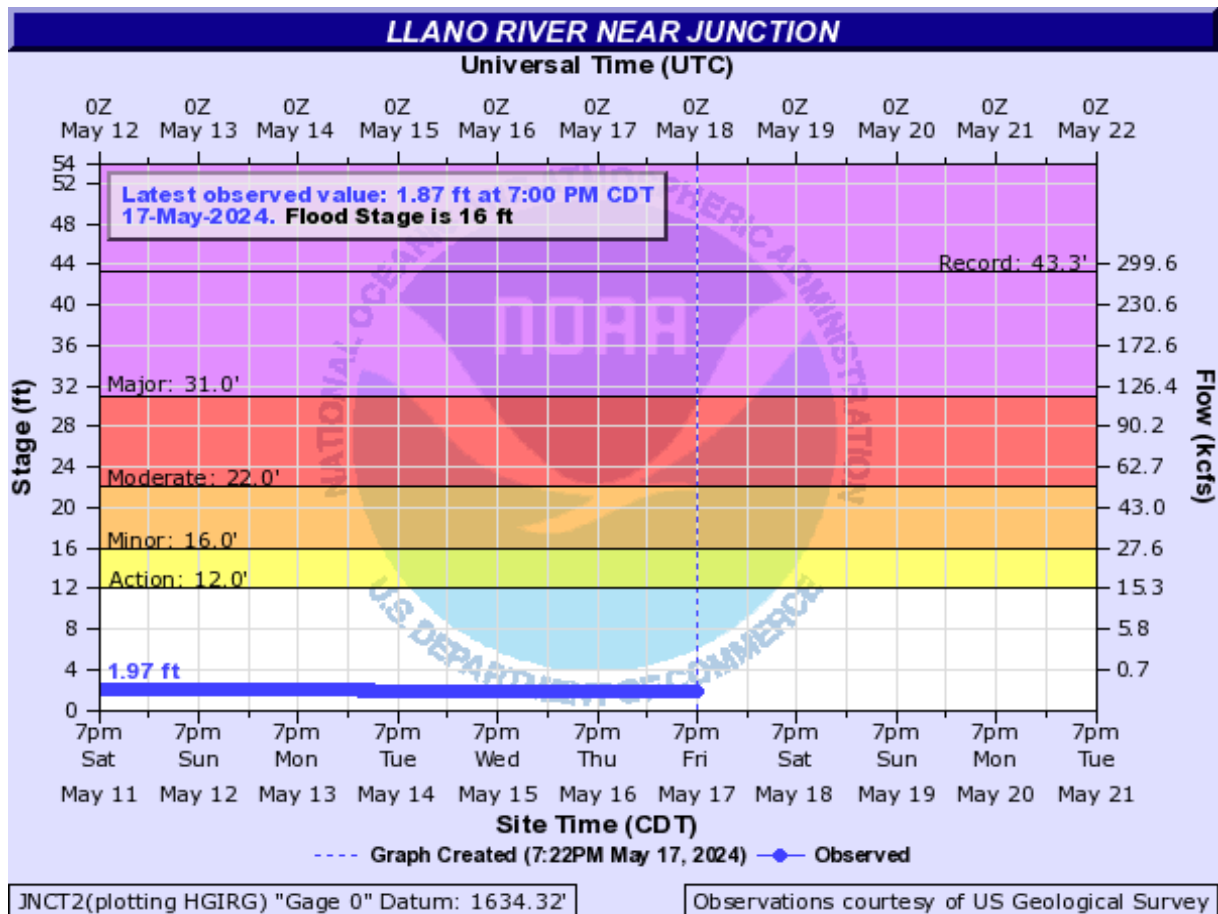 LLANO RIVER NEAR JUNCTION
Universal Time (UTC)
0Z 0Z 0Z 0Z 0Z 0Z 0Z 0Z 0Z 0Z 0Z
May 12 May 13 May 14 May 15 May 16 May 17 May 18 May 19 May 20 May 21 May 22
Latest observed value: 1.87 ft at 7:00 PM CDT
17-May-2024. Flood Stage is 16 ft
NATIONAL OCEANIC AND ATMOSPHERIC ADMINISTRATION
NOAA
U.S. DEPARTMENT OF COMMERCE
Stage (ft)
54
52
48
44
40
36
32
28
24
20
16
12
8
4
0
Record: 43.3'
Major: 31.0'
Moderate: 22.0'
Minor: 16.0'
Action: 12.0'
1.97 ft
299.6
230.6
172.6
126.4
90.2
62.7
43.0
27.6
15.3
5.8
0.7
Flow (kcfs)
7pm 7pm 7pm 7pm 7pm 7pm 7pm 7pm 7pm 7pm 7pm
Sat Sun Mon Tue Wed Thu Fri Sat Sun Mon Tue
May 11 May 12 May 13 May 14 May 15 May 16 May 17 May 18 May 19 May 20 May 21
Site Time (CDT)
Graph Created (7:22PM May 17, 2024) Observed
JNCT2(plotting HGIRG) "Gage 0" Datum: 1634.32'
Observations courtesy of US Geological Survey